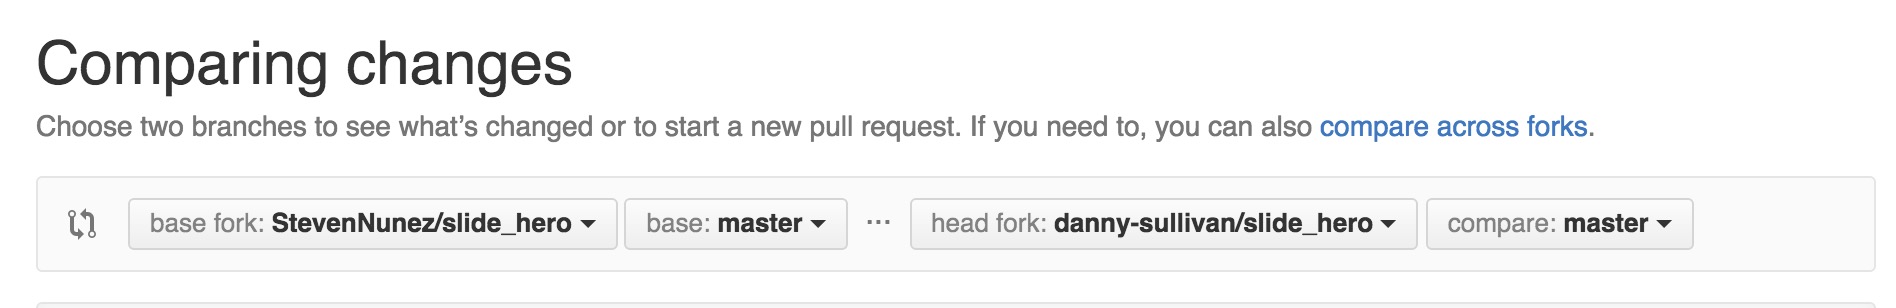 Comparing changes
Choose two branches to see what’s changed or to start a new pull request. If you need to, you can also compare across forks.
base fork: StevenNunez/slide_hero base: master ... head fork: danny-sullivan/slide_hero compare: master